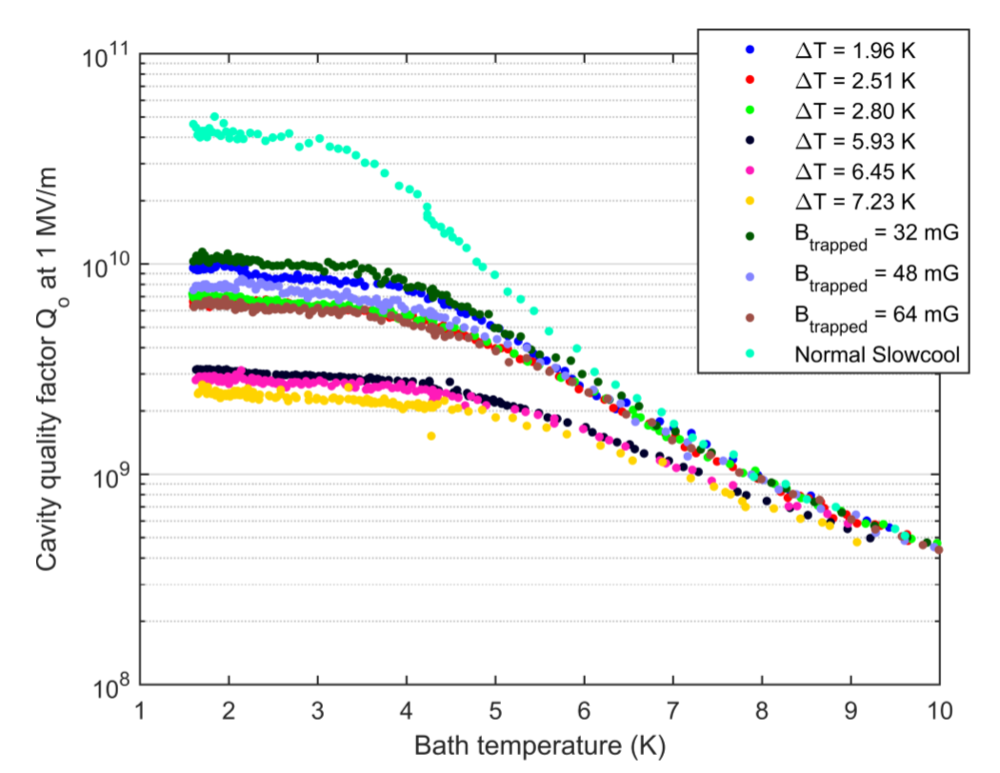 10^11
10^10
10^9
10^8
Cavity quality factor Q_o at 1 MV/m
1 2 3 4 5 6 7 8 9 10
Bath temperature (K)
ΔT = 1.96 K
ΔT = 2.51 K
ΔT = 2.80 K
ΔT = 5.93 K
ΔT = 6.45 K
ΔT = 7.23 K
B_trapped = 32 mG
B_trapped = 48 mG
B_trapped = 64 mG
Normal Slowcool